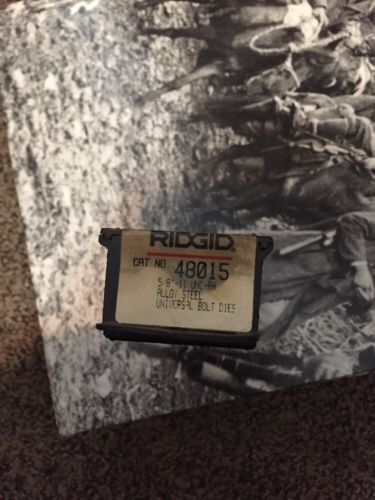 RIDGID.
CAT NO. 48015
5/8"-11 UNC-RH
ALLOY STEEL
UNIVERSAL BOLT DIES